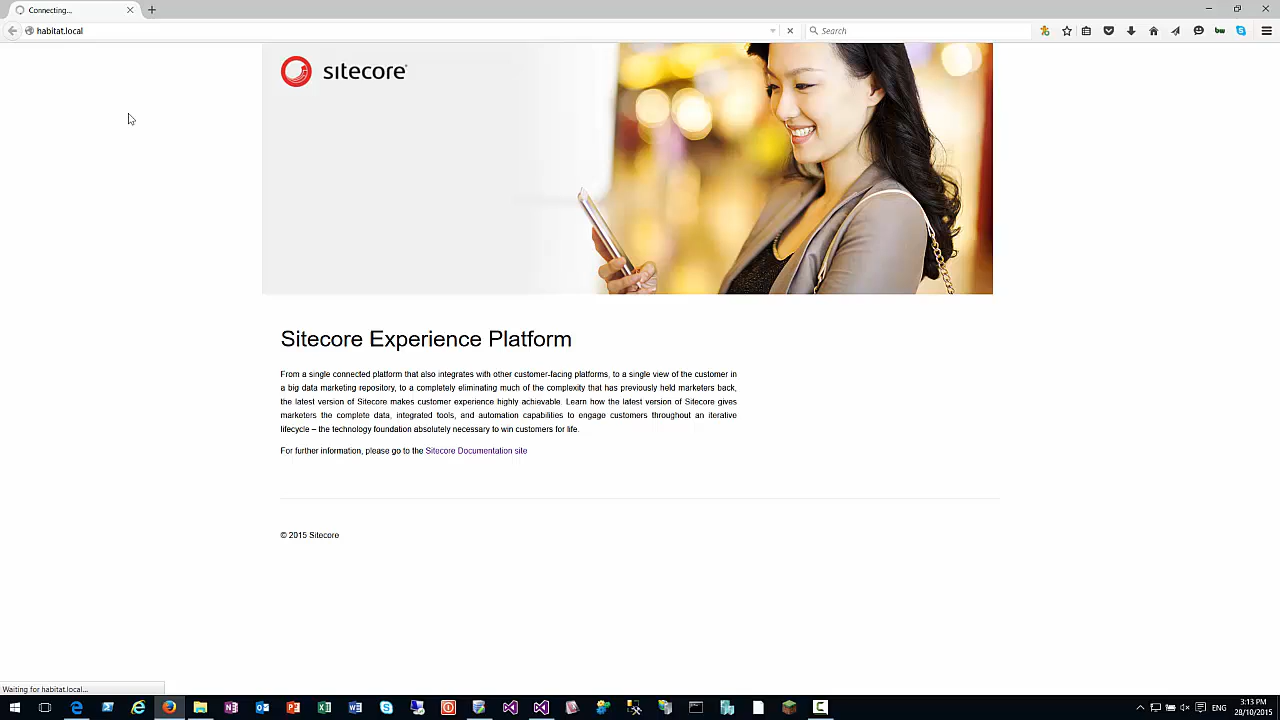 Connecting...
habitat.local
Search
sitecore
Sitecore Experience Platform
From a single connected platform that also integrates with other customer-facing platforms, to a single view of the customer in
a big data marketing repository, to a completely eliminating much of the complexity that has previously held marketers back,
the latest version of Sitecore makes customer experience highly achievable. Learn how the latest version of Sitecore gives
marketers the complete data, integrated tools, and automation capabilities to engage customers throughout an iterative
lifecycle – the technology foundation absolutely necessary to win customers for life.
For further information, please go to the Sitecore Documentation site
© 2015 Sitecore
Waiting for habitat.local...
ENG
3:13 PM
28/10/2015